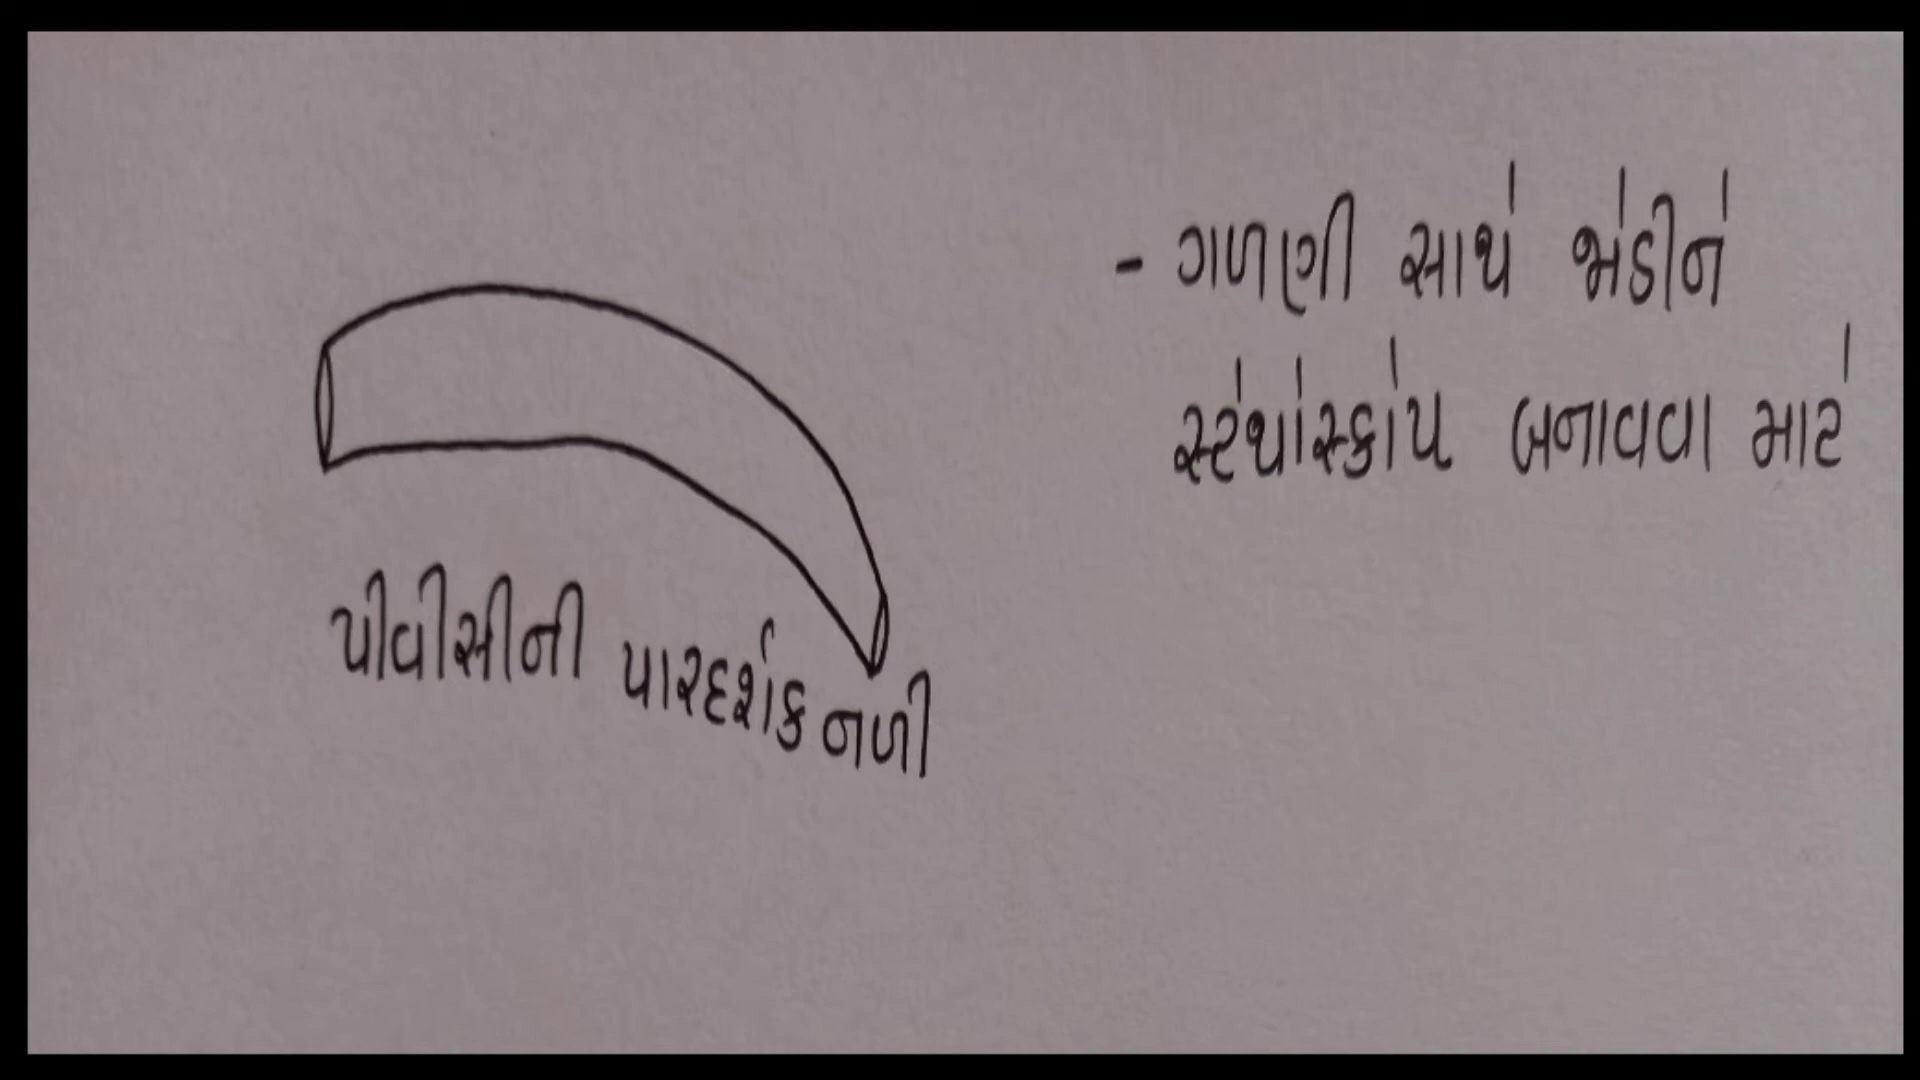 પીવીસીની પારદર્શક નળી
- ગળણી સાથે જોડીને
સ્ટેથોસ્કોપ બનાવવા માટે